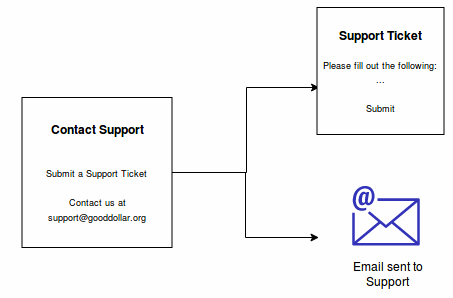 Contact Support
Submit a Support Ticket
Contact us at
support@gooddollar.org
Support Ticket
Please fill out the following:
...
Submit
@
Email sent to
Support